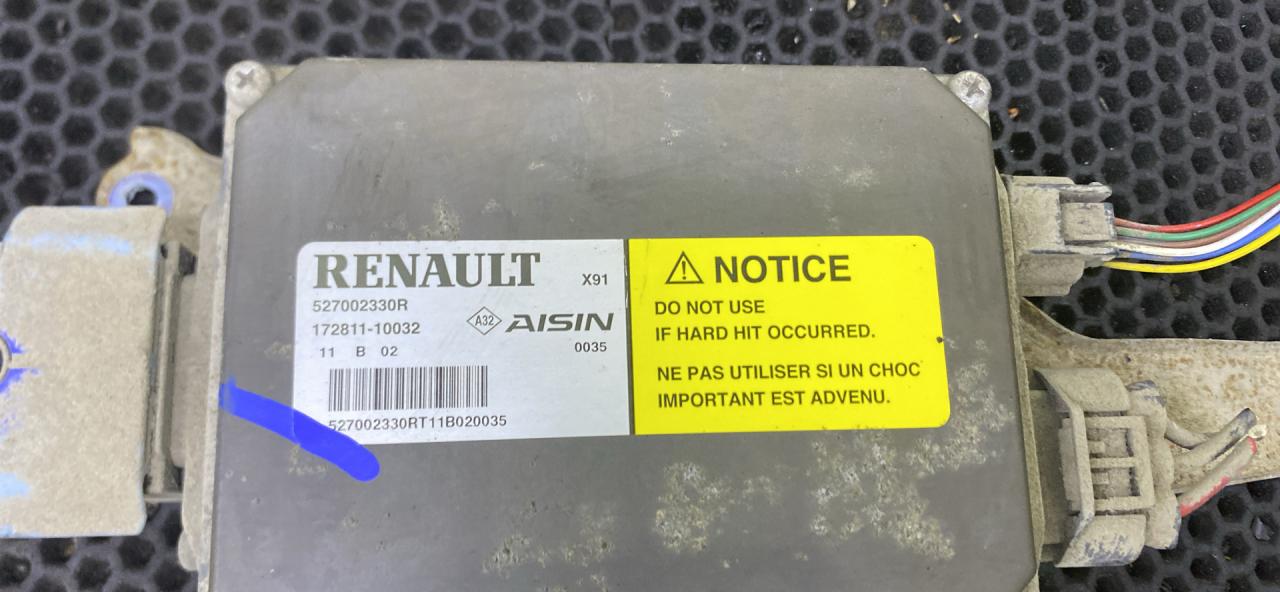 RENAULT X91
527002330R
172811-10032 A32 AISIN
11 B 02 0035
527002330RT11B020035
NOTICE
DO NOT USE
IF HARD HIT OCCURRED.
NE PAS UTILISER SI UN CHOC
IMPORTANT EST ADVENU.